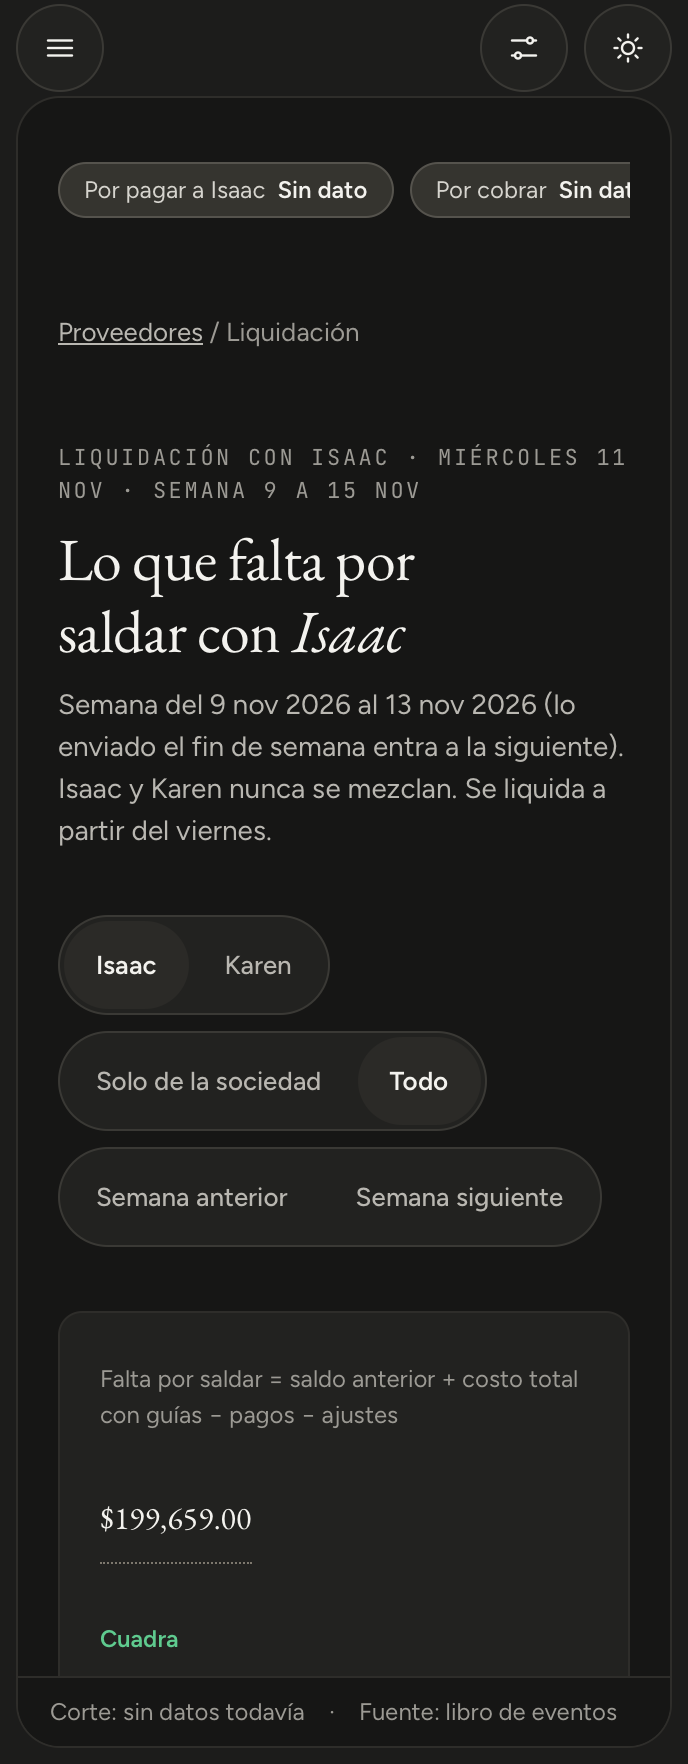 Por pagar a Isaac Sin dato
Por cobrar Sin dat
Proveedores / Liquidación
LIQUIDACIÓN CON ISAAC · MIÉRCOLES 11
NOV · SEMANA 9 A 15 NOV
Lo que falta por
saldar con Isaac
Semana del 9 nov 2026 al 13 nov 2026 (lo
enviado el fin de semana entra a la siguiente).
Isaac y Karen nunca se mezclan. Se liquida a
partir del viernes.
Isaac Karen
Solo de la sociedad Todo
Semana anterior Semana siguiente
Falta por saldar = saldo anterior + costo total
con guías − pagos − ajustes
$199,659.00
Cuadra
Corte: sin datos todavía · Fuente: libro de eventos